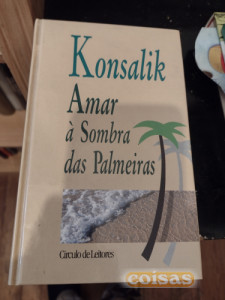 Konsalik
Amar
à Sombra
das Palmeiras
Círculo de Leitores
coisas